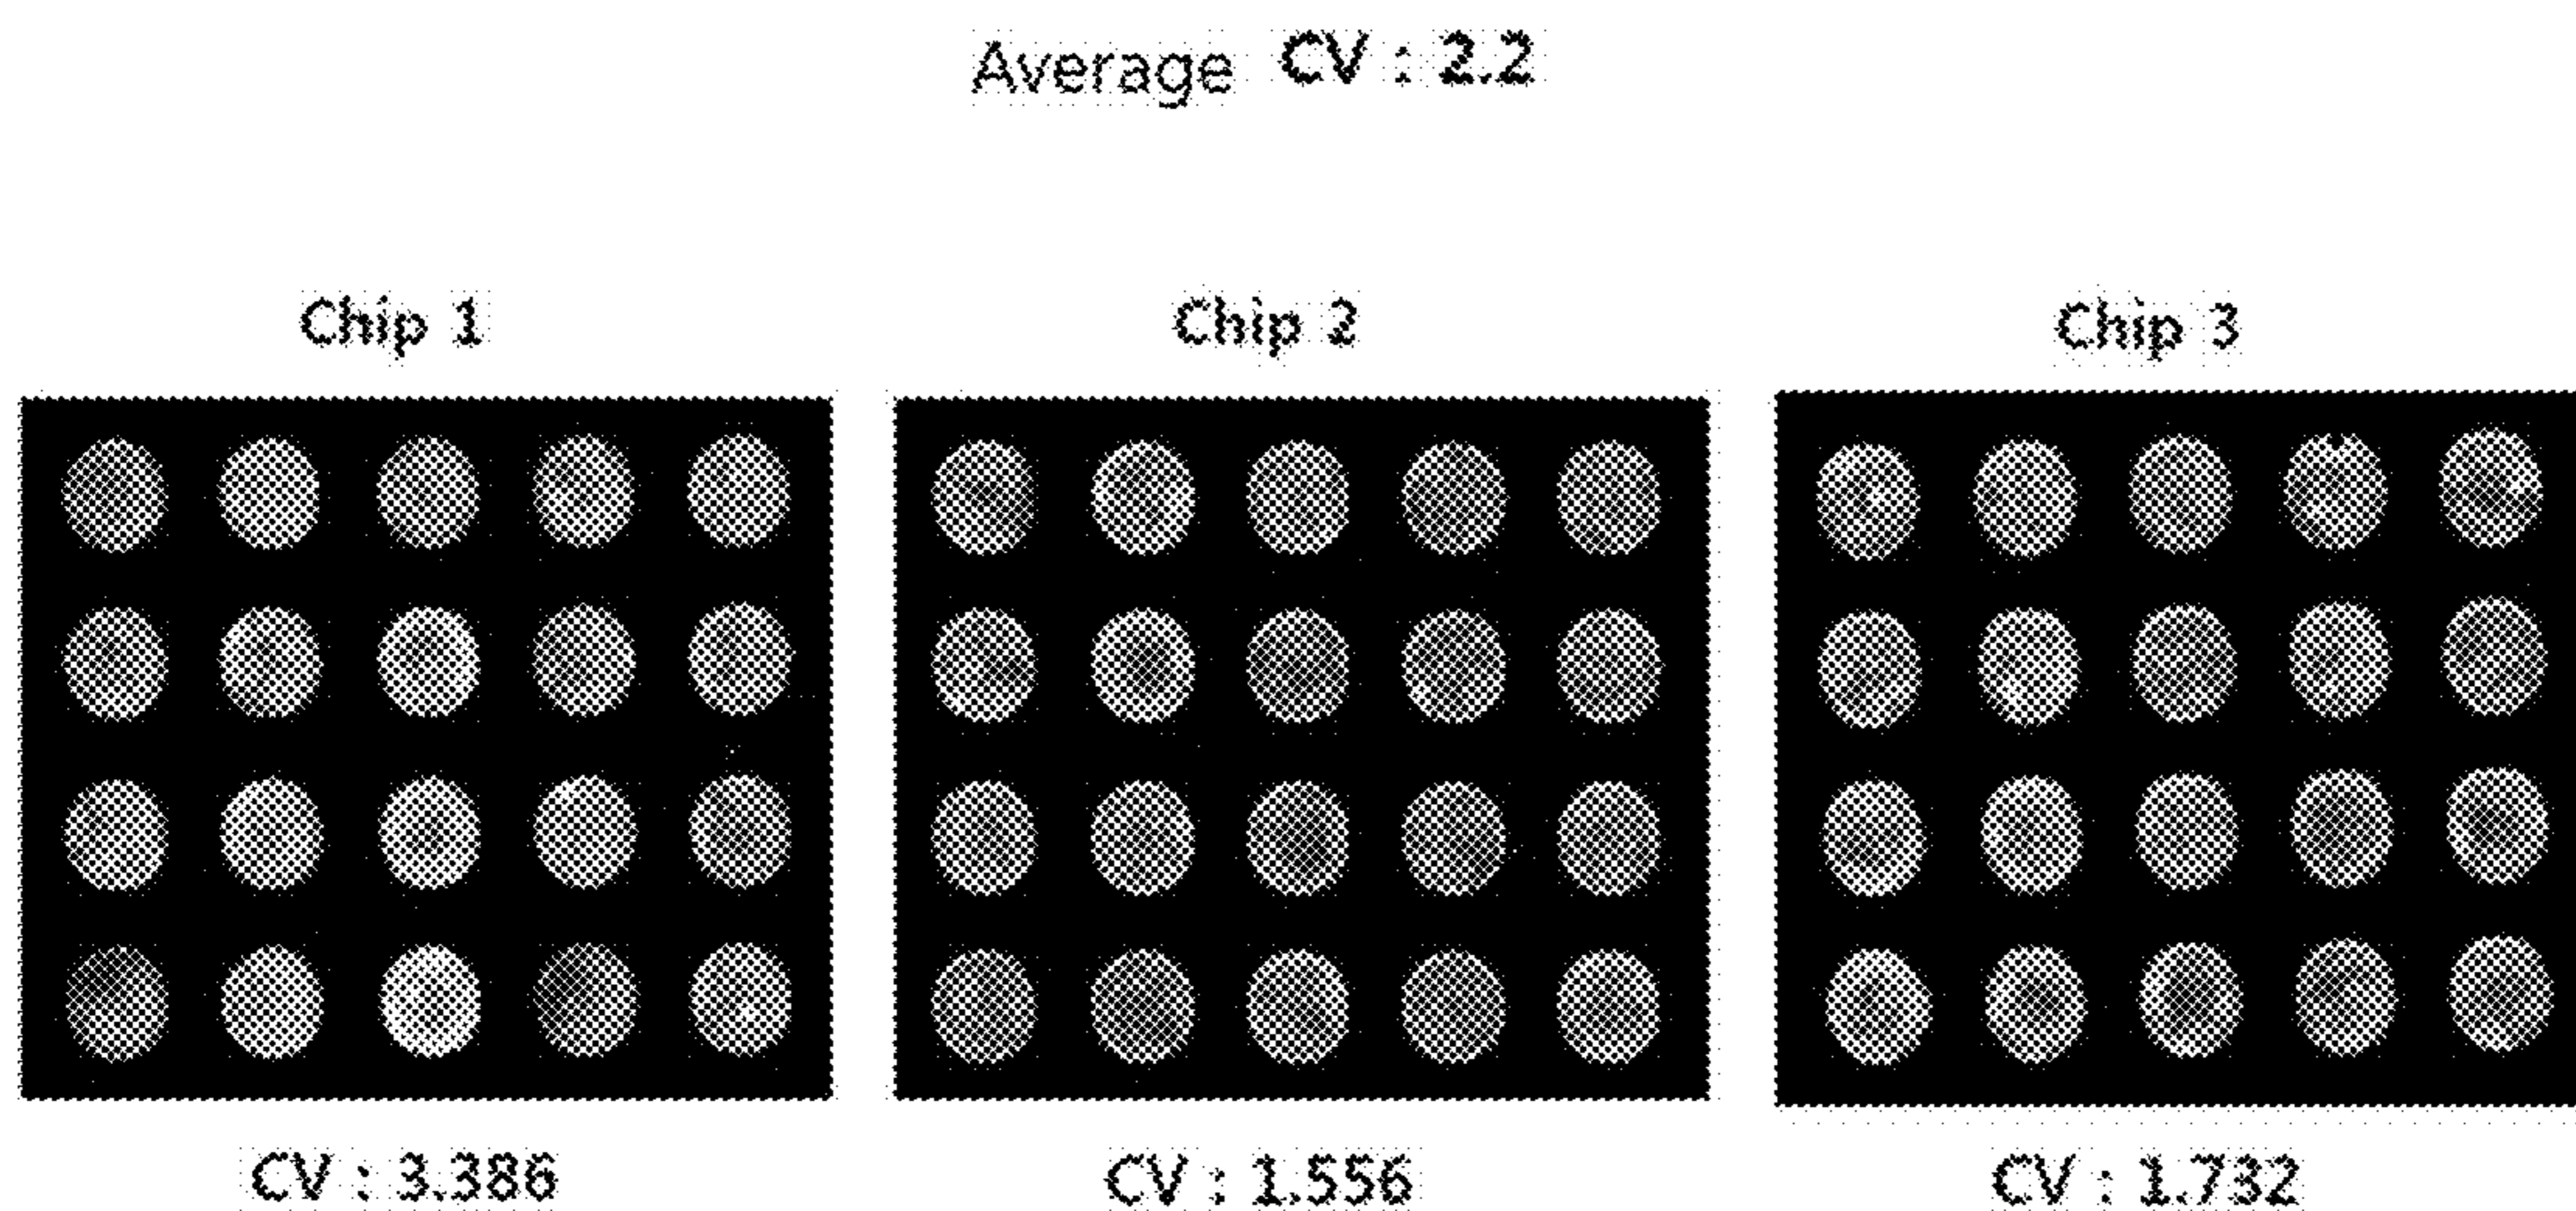 Average CV : 2.2
Chip 1 Chip 2 Chip 3
CV : 3.386 CV : 1.556 CV : 1.732